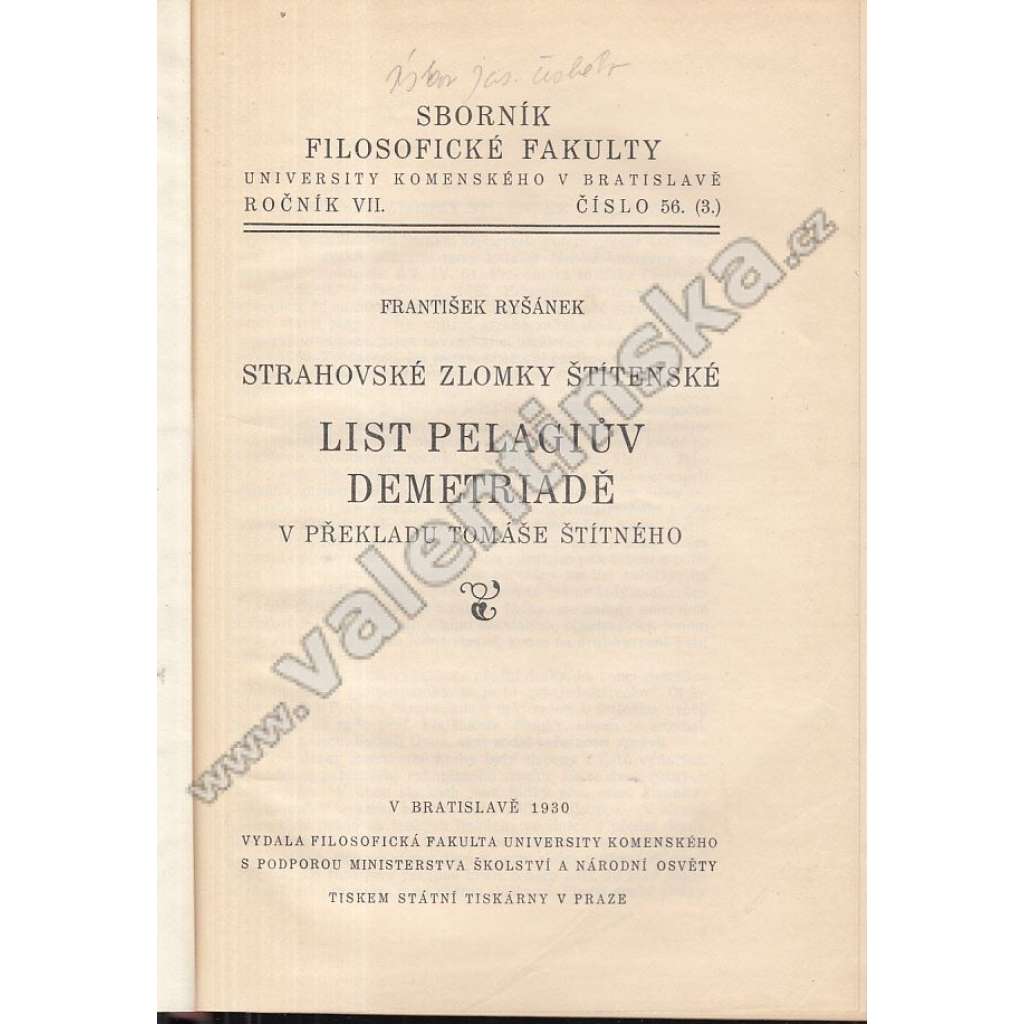 SBORNÍK
FILOSOFICKÉ FAKULTY
UNIVERSITY KOMENSKÉHO V BRATISLAVĚ
ROČNÍK VII. ČÍSLO 56. (3.)
FRANTIŠEK RYŠÁNEK
STRAHOVSKÉ ZLOMKY ŠTÍTENSKÉ
LIST PELAGIŮV
DEMETRIADĚ
V PŘEKLADU TOMÁŠE ŠTÍTNÉHO
V BRATISLAVĚ 1930
VYDALA FILOSOFICKÁ FAKULTA UNIVERSITY KOMENSKÉHO
S PODPOROU MINISTERSTVA ŠKOLSTVÍ A NÁRODNÍ OSVĚTY
TISKEM STÁTNÍ TISKÁRNY V PRAZE
www.valentinska.cz